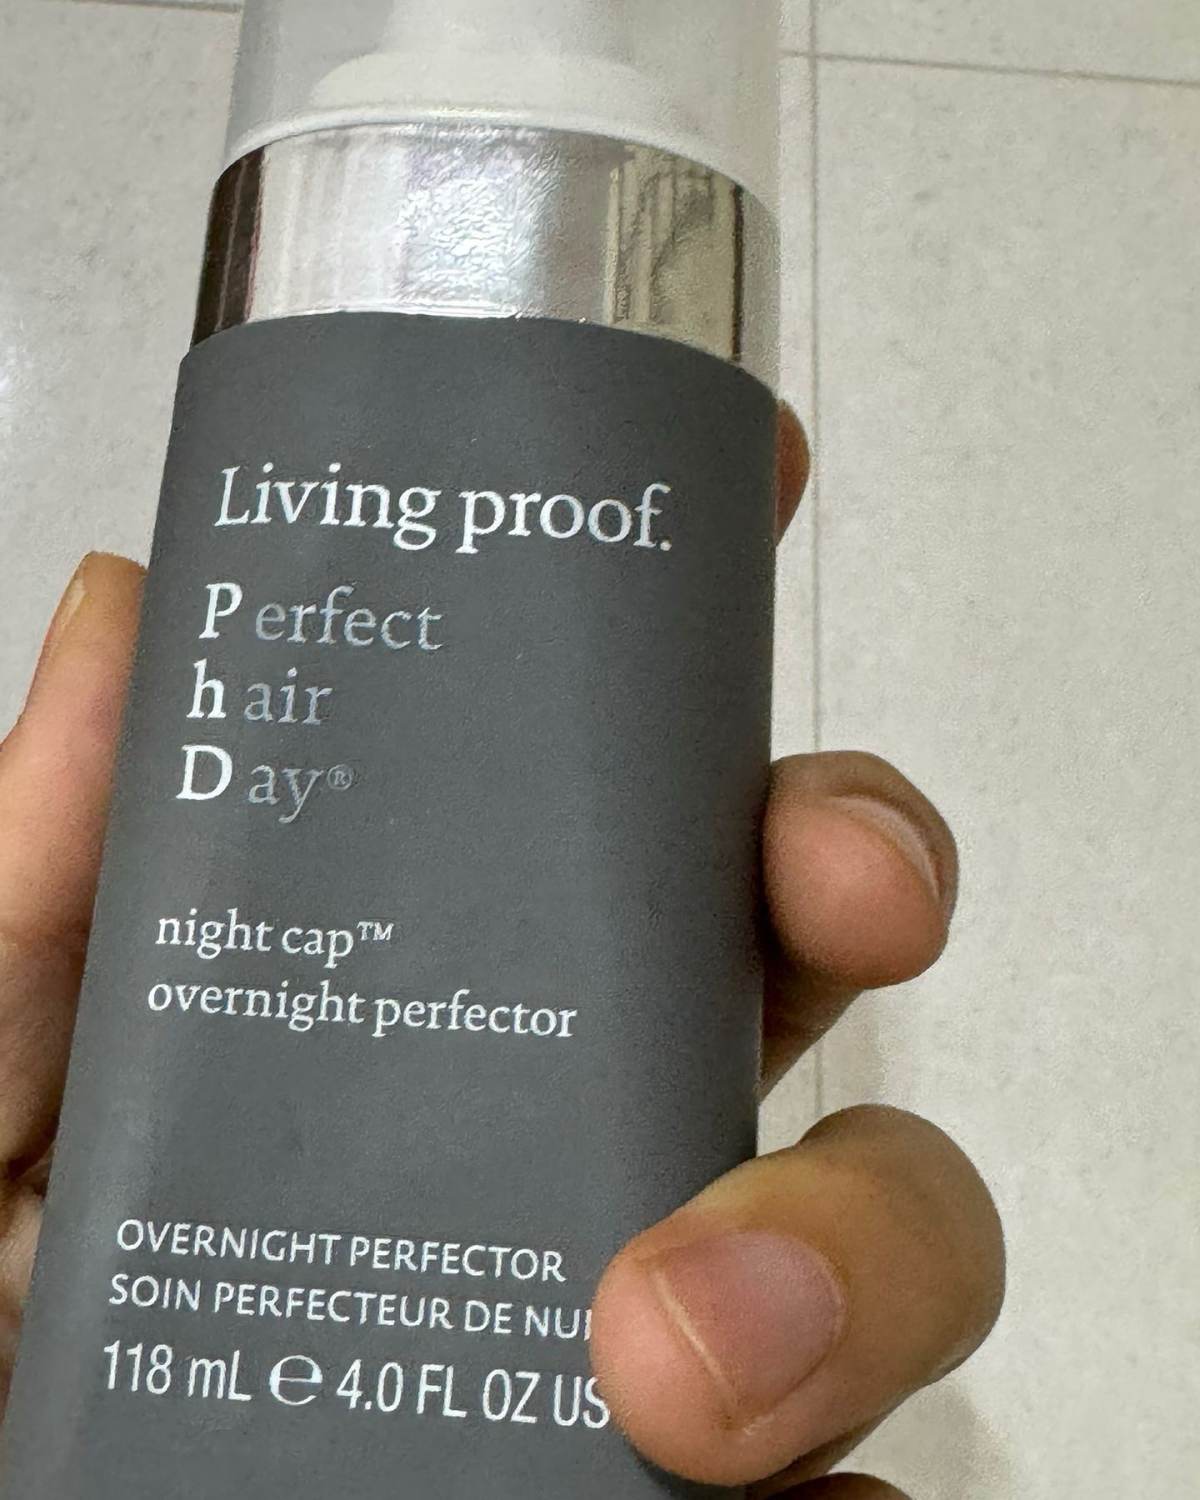 Living proof.
Perfect
hair
Day®
night cap™
overnight perfector
OVERNIGHT PERFECTOR
SOIN PERFECTEUR DE
118 mL ℮ 4.0 FL OZ US